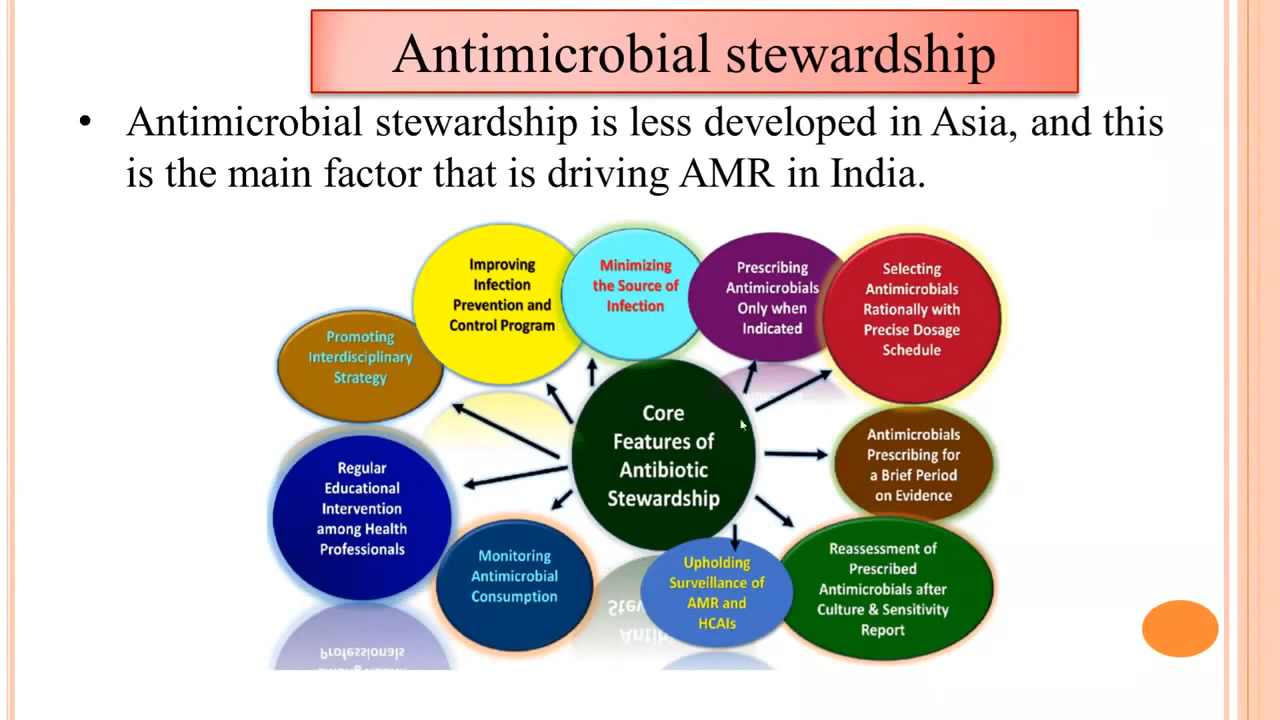 Antimicrobial stewardship
• Antimicrobial stewardship is less developed in Asia, and this
is the main factor that is driving AMR in India.
Improving
Infection
Prevention and
Control Program
Minimizing
the Source of
Infection
Prescribing
Antimicrobials
Only when
Indicated
Selecting
Antimicrobials
Rationally with
Precise Dosage
Schedule
Promoting
Interdisciplinary
Strategy
Core
Features of
Antibiotic
Stewardship
Antimicrobials
Prescribing for
a Brief Period
on Evidence
Regular
Educational
Intervention
among Health
Professionals
Monitoring
Antimicrobial
Consumption
Upholding
Surveillance of
AMR and
HCAIs
Reassessment of
Prescribed
Antimicrobials after
Culture & Sensitivity
Report